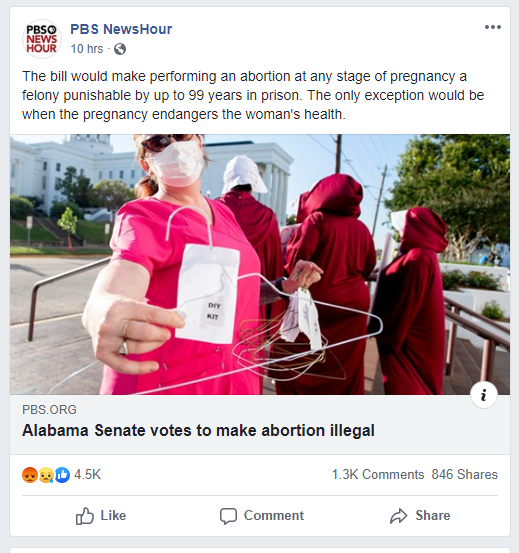 PBS
NEWS
HOUR
PBS NewsHour
10 hrs ·
The bill would make performing an abortion at any stage of pregnancy a
felony punishable by up to 99 years in prison. The only exception would be
when the pregnancy endangers the woman's health.
DIY
KIT
i
PBS.ORG
Alabama Senate votes to make abortion illegal
4.5K
1.3K Comments 846 Shares
Like
Comment
Share